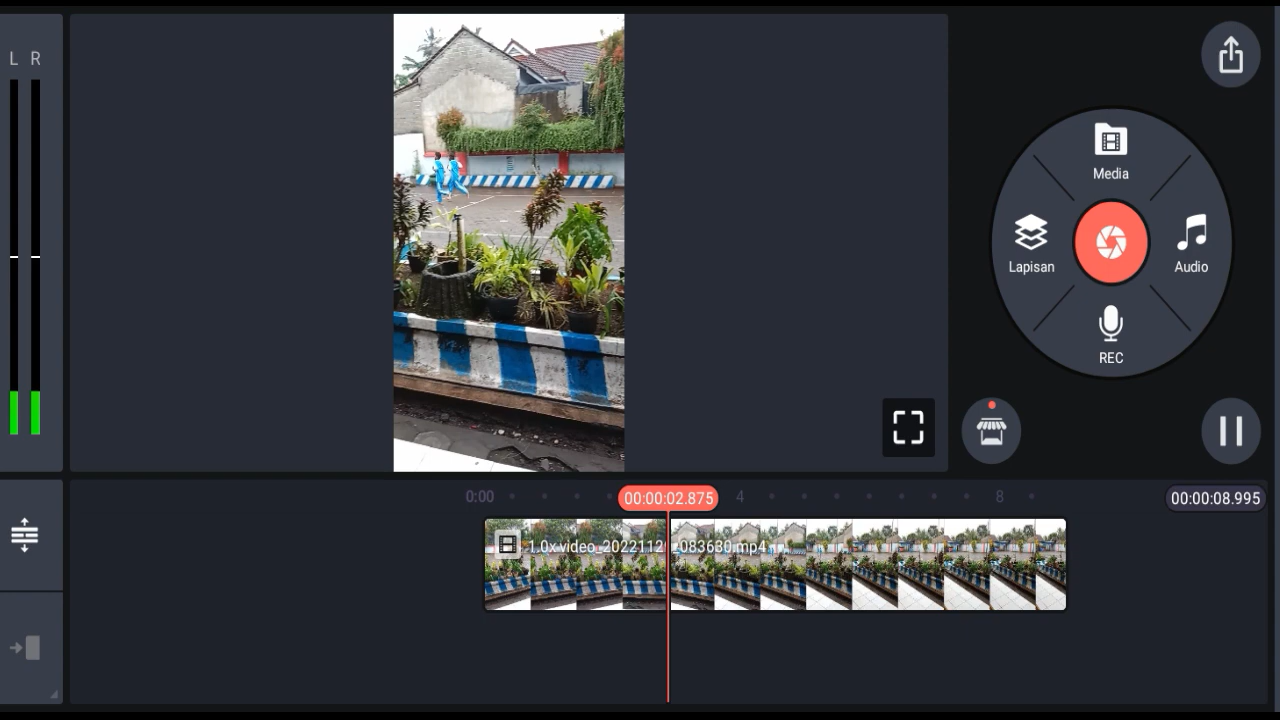 L R
Media
Lapisan
Audio
REC
0:00
00:00:02.875
4
8
00:00:08.995
1.0x video_2022112
_083630.mp4